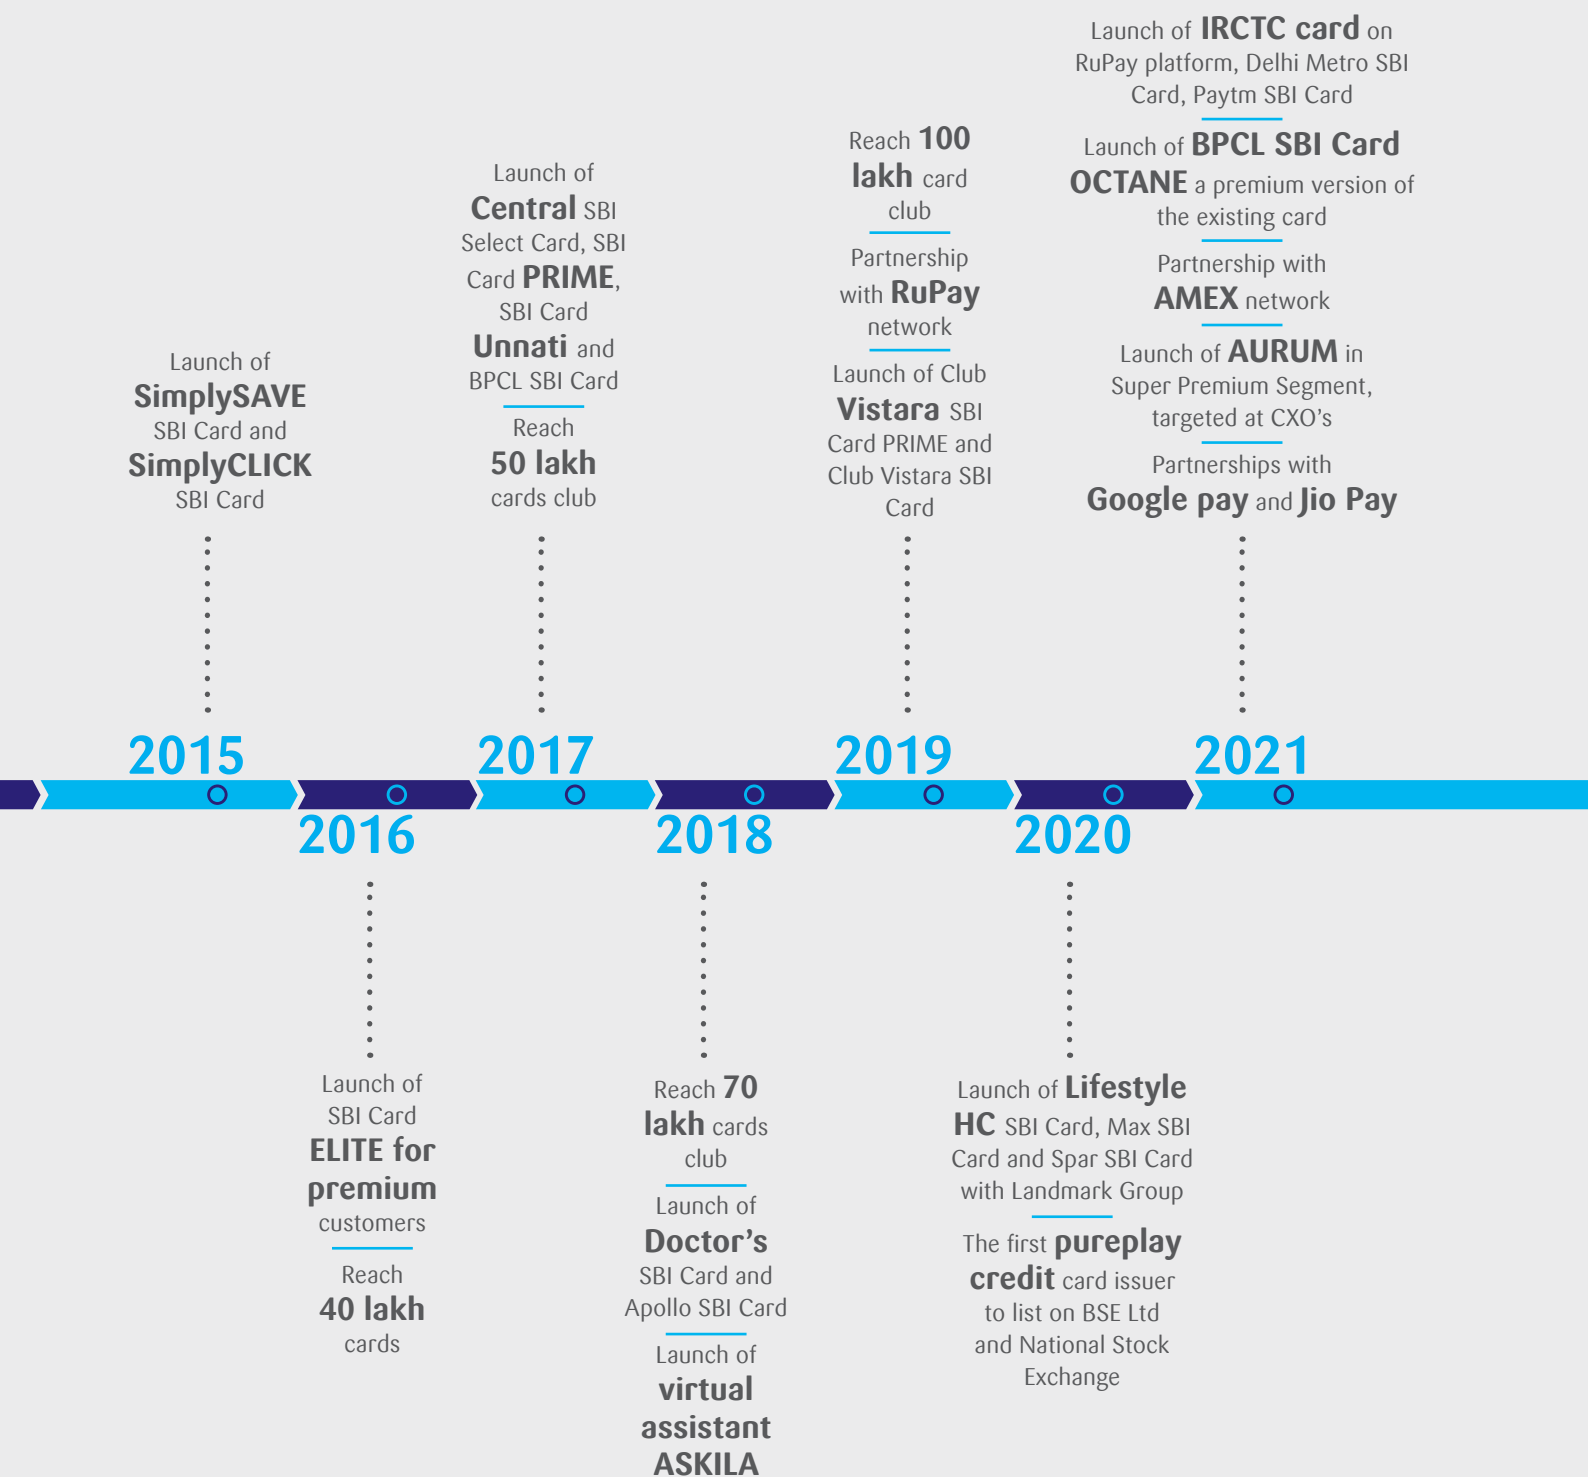 Launch of
SimplySAVE
SBI Card and
SimplyCLICK
SBI Card
2015
2016
Launch of
SBI Card
ELITE for
premium
customers
Reach
40 lakh
cards
Launch of
Central SBI
Select Card, SBI
Card PRIME,
SBI Card
Unnati and
BPCL SBI Card
Reach
50 lakh
cards club
2017
2018
Reach 70
lakh cards
club
Launch of
Doctor’s
SBI Card and
Apollo SBI Card
Launch of
virtual
assistant
ASKILA
Reach 100
lakh card
club
Partnership
with RuPay
network
Launch of Club
Vistara SBI
Card PRIME and
Club Vistara SBI
Card
2019
2020
Launch of Lifestyle
HC SBI Card, Max SBI
Card and Spar SBI Card
with Landmark Group
The first pureplay
credit card issuer
to list on BSE Ltd
and National Stock
Exchange
Launch of IRCTC card on
RuPay platform, Delhi Metro SBI
Card, Paytm SBI Card
Launch of BPCL SBI Card
OCTANE a premium version of
the existing card
Partnership with
AMEX network
Launch of AURUM in
Super Premium Segment,
targeted at CXO’s
Partnerships with
Google pay and Jio Pay
2021